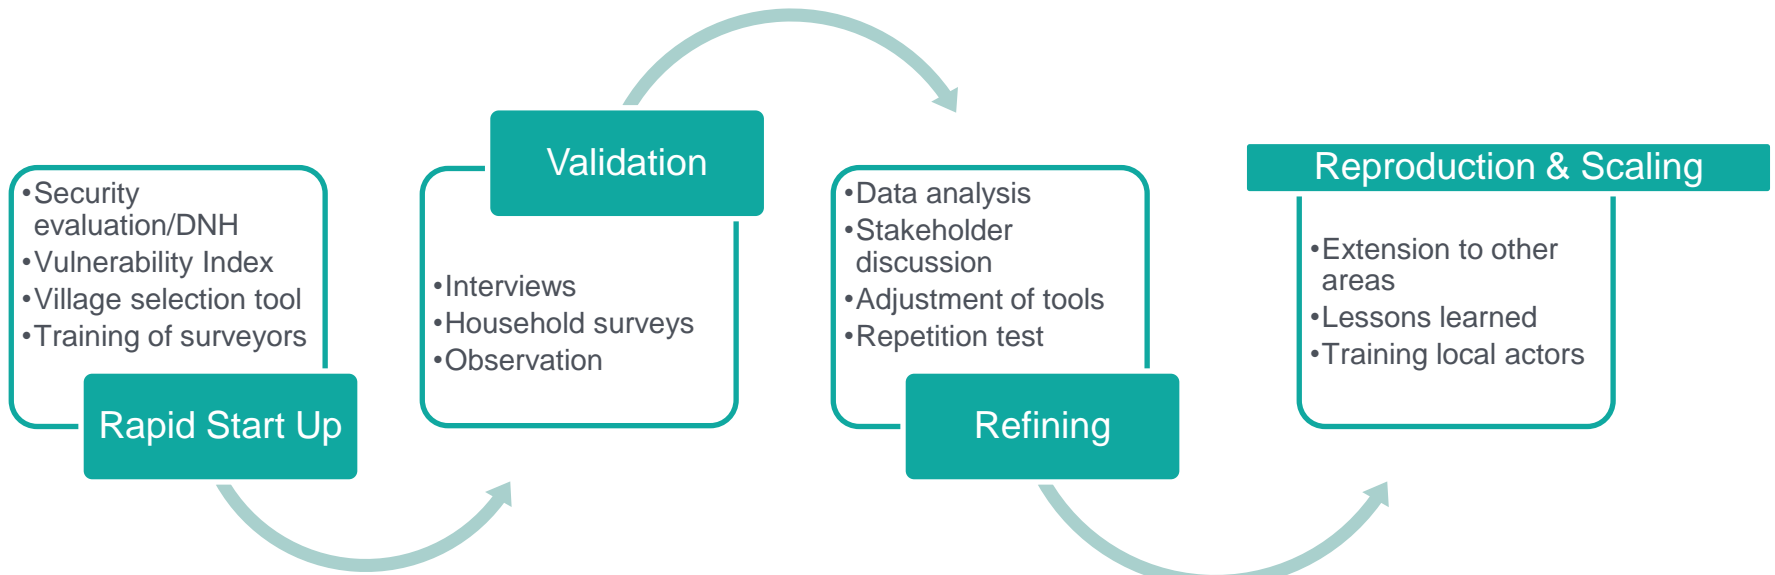 •Security
evaluation/DNH
•Vulnerability Index
•Village selection tool
•Training of surveyors
Rapid Start Up
Validation
•Interviews
•Household surveys
•Observation
•Data analysis
•Stakeholder
discussion
•Adjustment of tools
•Repetition test
Refining
Reproduction & Scaling
•Extension to other
areas
•Lessons learned
•Training local actors